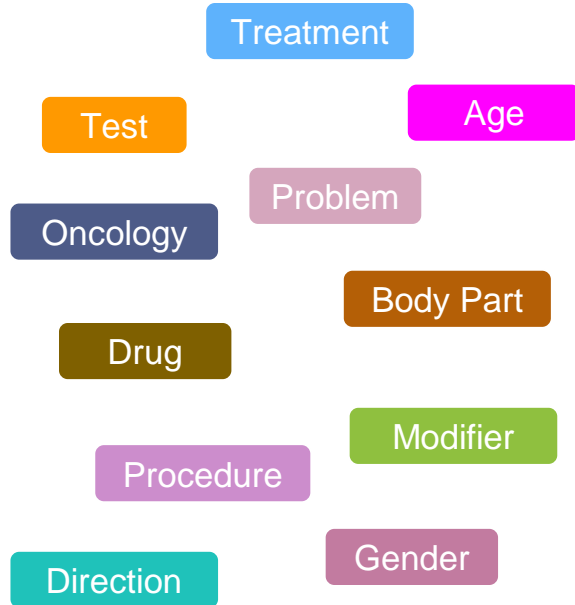 Treatment
Age
Test
Problem
Oncology
Body Part
Drug
Modifier
Procedure
Gender
Direction